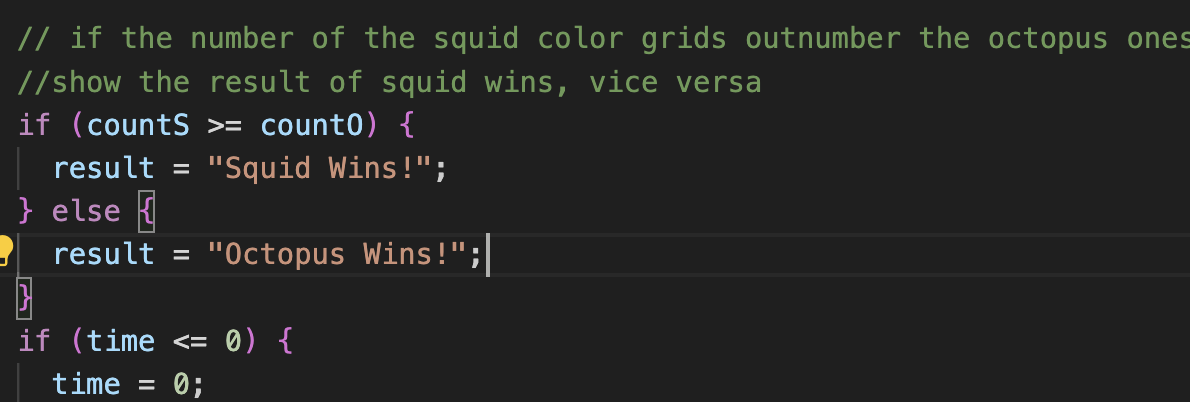 // if the number of the squid color grids outnumber the octopus ones
//show the result of squid wins, vice versa
if (countS >= countO) {
result = "Squid Wins!";
} else {
result = "Octopus Wins!";
}
if (time <= 0) {
time = 0;